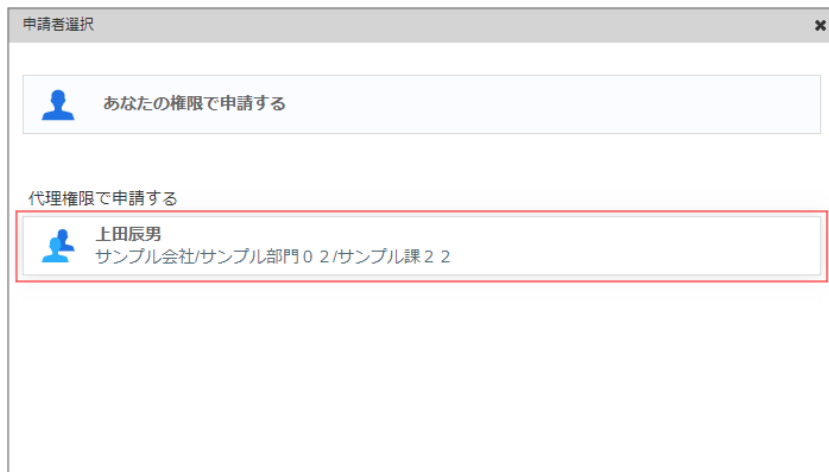 申請者選択
あなたの権限で申請する
代理権限で申請する
上田辰男
サンプル会社/サンプル部門０２/サンプル課２２